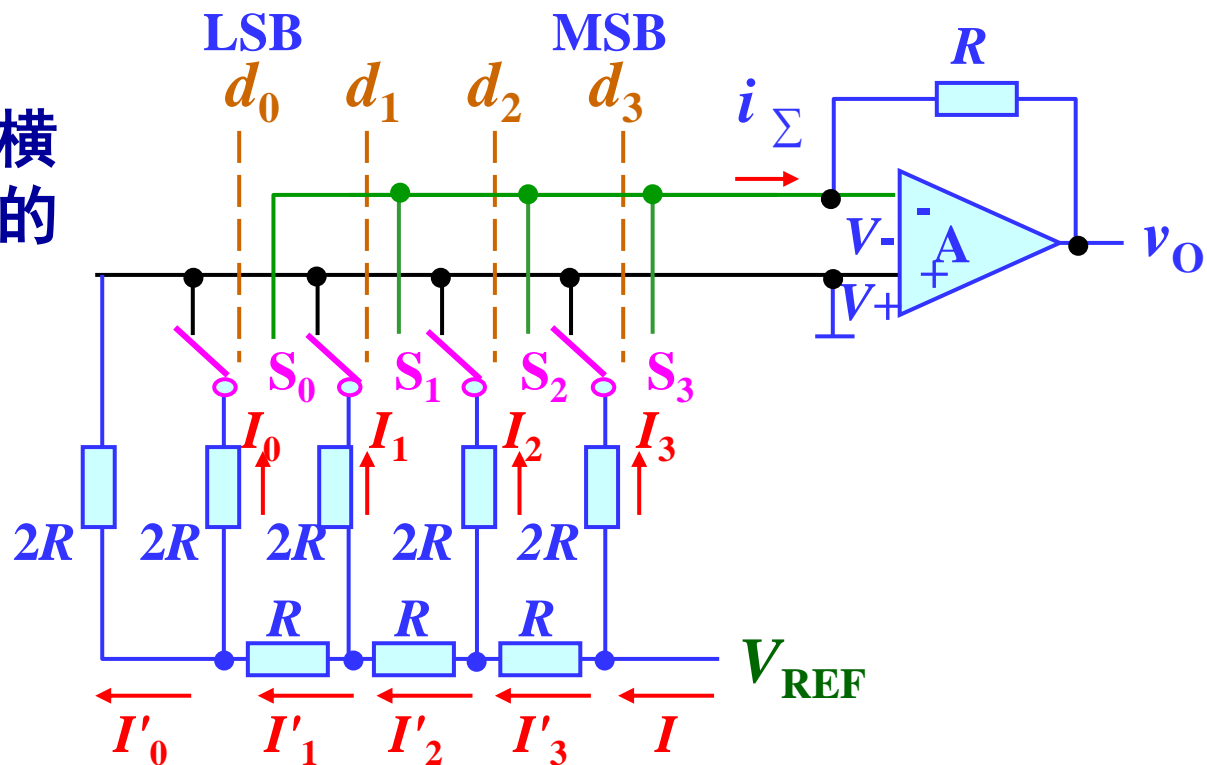 LSB MSB R
d0 d1 d2 d3 i∑
横
的
- V- A vO
+ V+
S0 S1 S2 S3
I0 I1 I2 I3
2R 2R 2R 2R 2R
R R R VREF
I′0 I′1 I′2 I′3 I